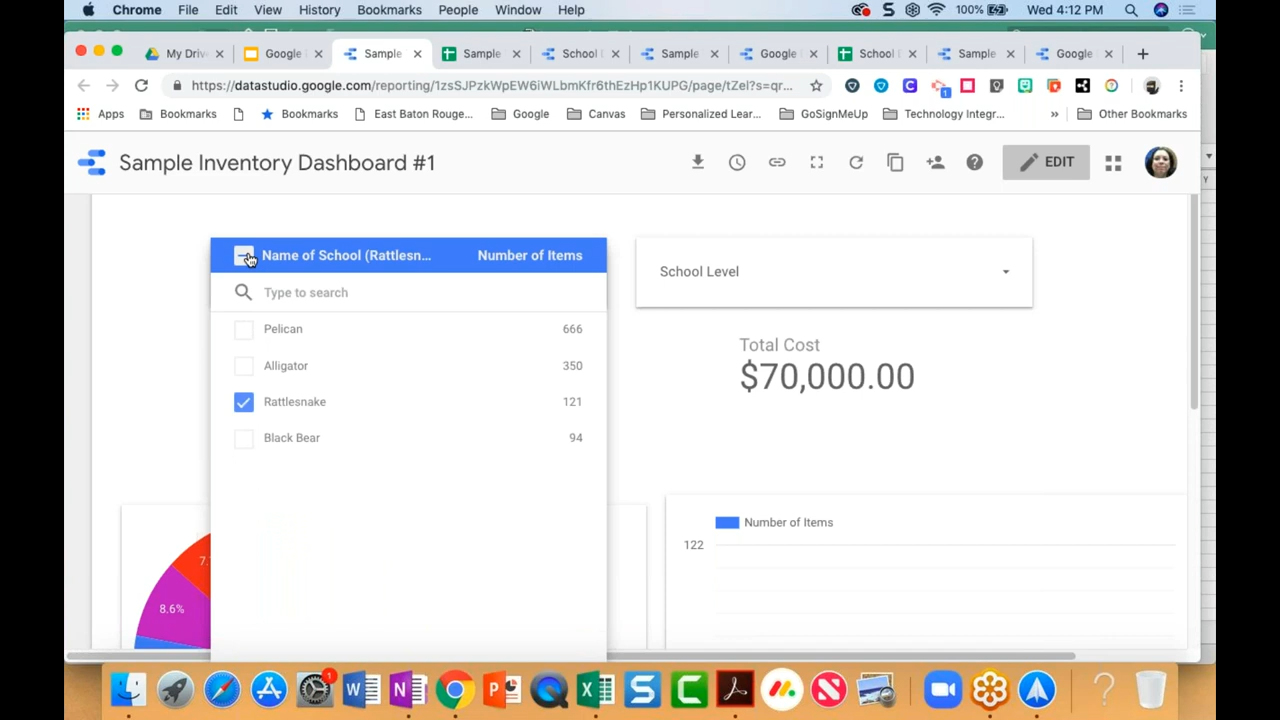 Chrome File Edit View History Bookmarks People Window Help 100% Wed 4:12 PM
My Drive Google Sample Sample School Sample Google School Sample Google
https://datastudio.google.com/reporting/1zsSJPzkWpEW6iWLbmKfr6thEzHp1KUPG/page/tZel?s=qr...
Apps Bookmarks Bookmarks East Baton Rouge... Google Canvas Personalized Lear... GoSignMeUp Technology Integr... » Other Bookmarks
Sample Inventory Dashboard #1 EDIT
Name of School (Rattlesn... Number of Items
Type to search
Pelican 666
Alligator 350
Rattlesnake 121
Black Bear 94
School Level
Total Cost
$70,000.00
Number of Items
122
7.
8.6%